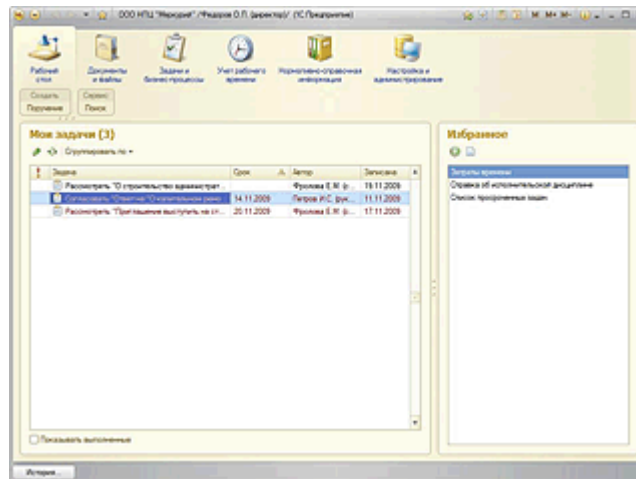 ООО НПЦ "Меркурий" /Федоров О.П. (директор)/ (1С:Предприятие)
M M+ M-
Рабочий стол
Документы и файлы
Задачи и бизнес-процессы
Учет рабочего времени
Нормативно-справочная информация
Настройка и администрирование
Создать
Сервис
Поручение
Поиск
Мои задачи (3)
Сгруппировать по
Задача Срок Автор Записана
Рассмотреть "О строительстве администрат... Фролова Е.М. (с... 19.11.2009
Согласовать "Ответ на "О капитальном ремо... 14.11.2009 Петров И.С. (рук... 11.11.2009
Рассмотреть "Приглашение выступить на ст... 20.11.2009 Фролова Е.М. (с... 17.11.2009
Показывать выполненные
Избранное
Затраты времени
Справка об исполнительской дисциплине
Список просроченных задач
История...